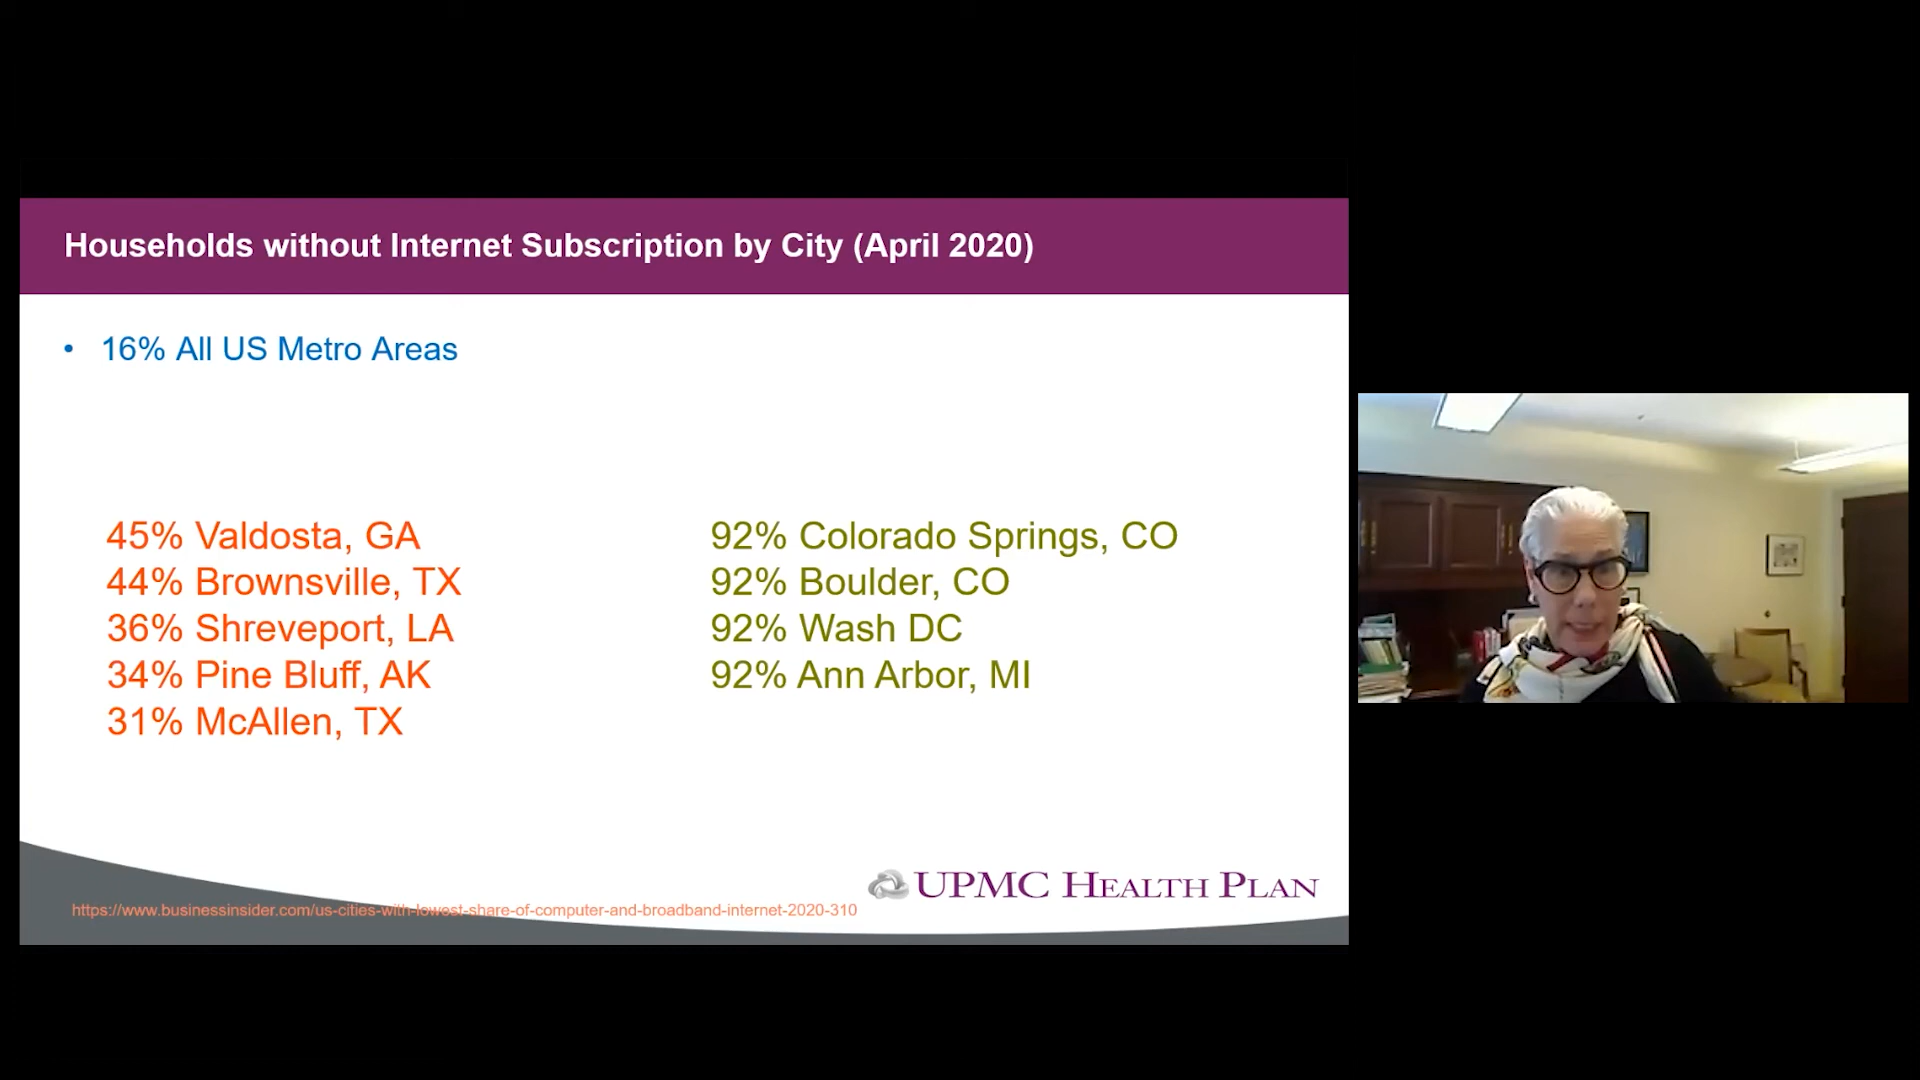 Households without Internet Subscription by City (April 2020)
• 16% All US Metro Areas
45% Valdosta, GA
44% Brownsville, TX
36% Shreveport, LA
34% Pine Bluff, AK
31% McAllen, TX
92% Colorado Springs, CO
92% Boulder, CO
92% Wash DC
92% Ann Arbor, MI
UPMC HEALTH PLAN
https://www.businessinsider.com/us-cities-with-lowest-share-of-computer-and-broadband-internet-2020-310